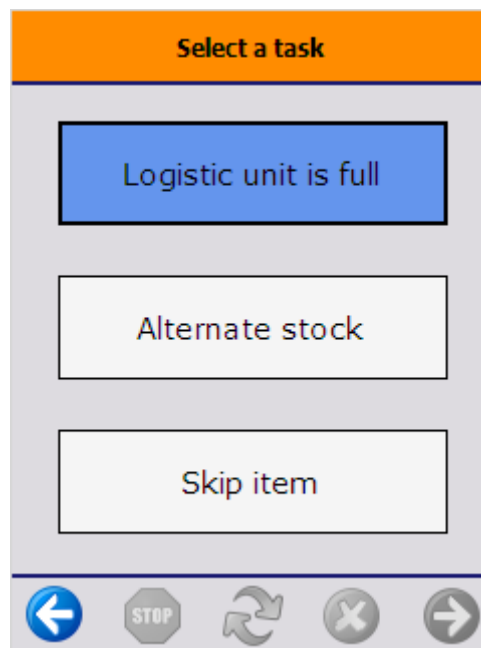 Select a task
Logistic unit is full
Alternate stock
Skip item
STOP